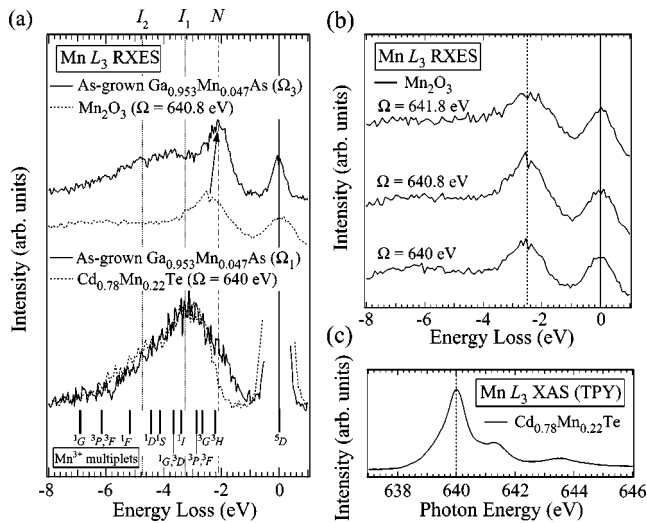 (a)
I₂ I₁ N
Mn L₃ RXES
As-grown Ga₀.₉₅₃Mn₀.₀₄₇As (Ω₃)
Mn₂O₃ (Ω = 640.8 eV)
As-grown Ga₀.₉₅₃Mn₀.₀₄₇As (Ω₁)
Cd₀.₇₈Mn₀.₂₂Te (Ω = 640 eV)
Intensity (arb. units)
¹G ³P,³F ¹F ¹D¹S ¹I ³G³H ⁵D
Mn³⁺ multiplets
¹G,³D ³P,³F
-8 -6 -4 -2 0
Energy Loss (eV)
(b)
Mn L₃ RXES
Mn₂O₃
Ω = 641.8 eV
Ω = 640.8 eV
Ω = 640 eV
Intensity (arb. units)
-8 -6 -4 -2 0
Energy Loss (eV)
(c)
Mn L₃ XAS (TPY)
Cd₀.₇₈Mn₀.₂₂Te
Intensity (arb. units)
638 640 642 644 646
Photon Energy (eV)